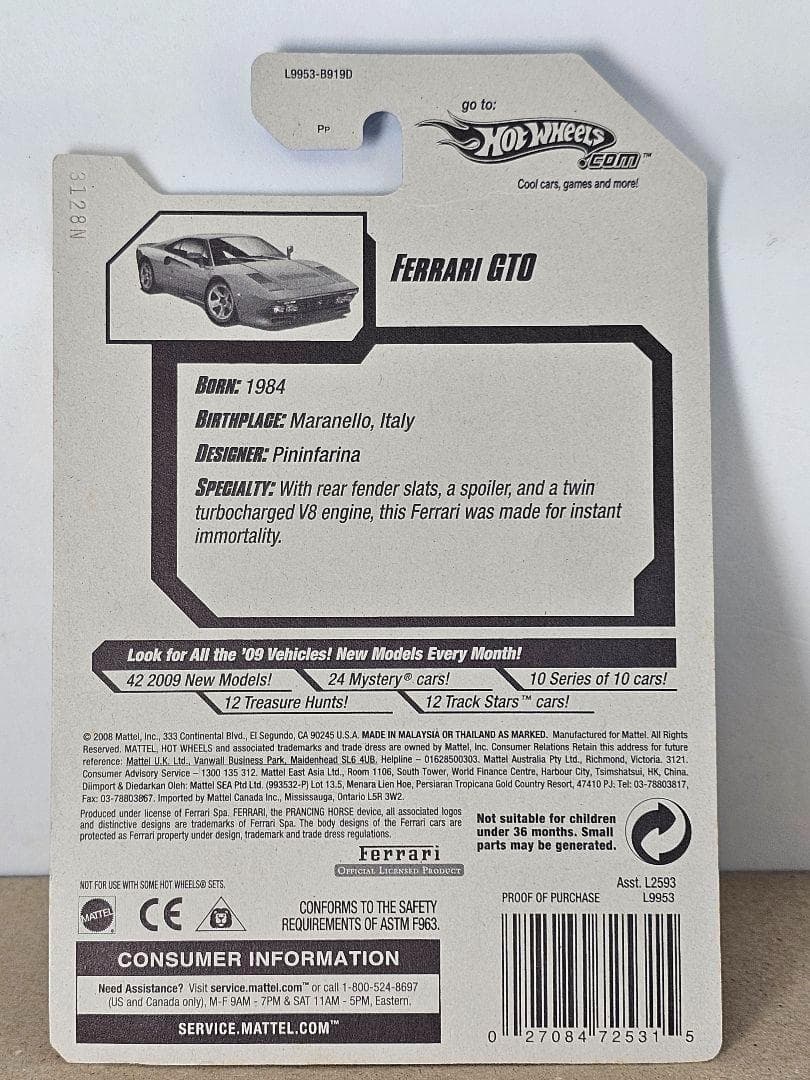 L9953-B919D
PP
go to:
HOT WHEELS
.COM™
Cool cars, games and more!
3128N
FERRARI GTO
BORN: 1984
BIRTHPLACE: Maranello, Italy
DESIGNER: Pininfarina
SPECIALTY: With rear fender slats, a spoiler, and a twin
turbocharged V8 engine, this Ferrari was made for instant
immortality.
Look for All the '09 Vehicles! New Models Every Month!
42 2009 New Models! 24 Mystery® cars! 10 Series of 10 cars!
12 Treasure Hunts! 12 Track Stars™ cars!
© 2008 Mattel, Inc., 333 Continental Blvd., El Segundo, CA 90245 U.S.A. MADE IN MALAYSIA OR THAILAND AS MARKED. Manufactured for Mattel. All Rights
Reserved. MATTEL, HOT WHEELS and associated trademarks and trade dress are owned by Mattel, Inc. Consumer Relations Retain this address for future
reference: Mattel U.K. Ltd., Vanwall Business Park, Maidenhead SL6 4UB. Helpline – 01628500303. Mattel Australia Pty Ltd., Richmond, Victoria. 3121.
Consumer Advisory Service – 1300 135 312. Mattel East Asia Ltd., Room 1106, South Tower, World Finance Centre, Harbour City, Tsimshatsui, HK, China.
Diimport & Diedarkan Oleh: Mattel SEA Ptd Ltd. (993532-P) Lot 13.5, Menara Lien Hoe, Persiaran Tropicana Gold Country Resort, 47410 PJ. Tel: 03-78803817,
Fax: 03-78803867. Imported by Mattel Canada Inc., Mississauga, Ontario L5R 3W2.
Produced under license of Ferrari Spa. FERRARI, the PRANCING HORSE device, all associated logos
and distinctive designs are trademarks of Ferrari Spa. The body designs of the Ferrari cars are
protected as Ferrari property under design, trademark and trade dress regulations.
Ferrari
OFFICIAL LICENSED PRODUCT
Not suitable for children
under 36 months. Small
parts may be generated.
NOT FOR USE WITH SOME HOT WHEELS® SETS.
MATTEL
CE
CONFORMS TO THE SAFETY
REQUIREMENTS OF ASTM F963.
Asst. L2593
PROOF OF PURCHASE L9953
CONSUMER INFORMATION
Need Assistance? Visit service.mattel.com™ or call 1-800-524-8697
(US and Canada only), M-F 9AM - 7PM & SAT 11AM - 5PM, Eastern.
SERVICE.MATTEL.COM™
0 27084 72531 5